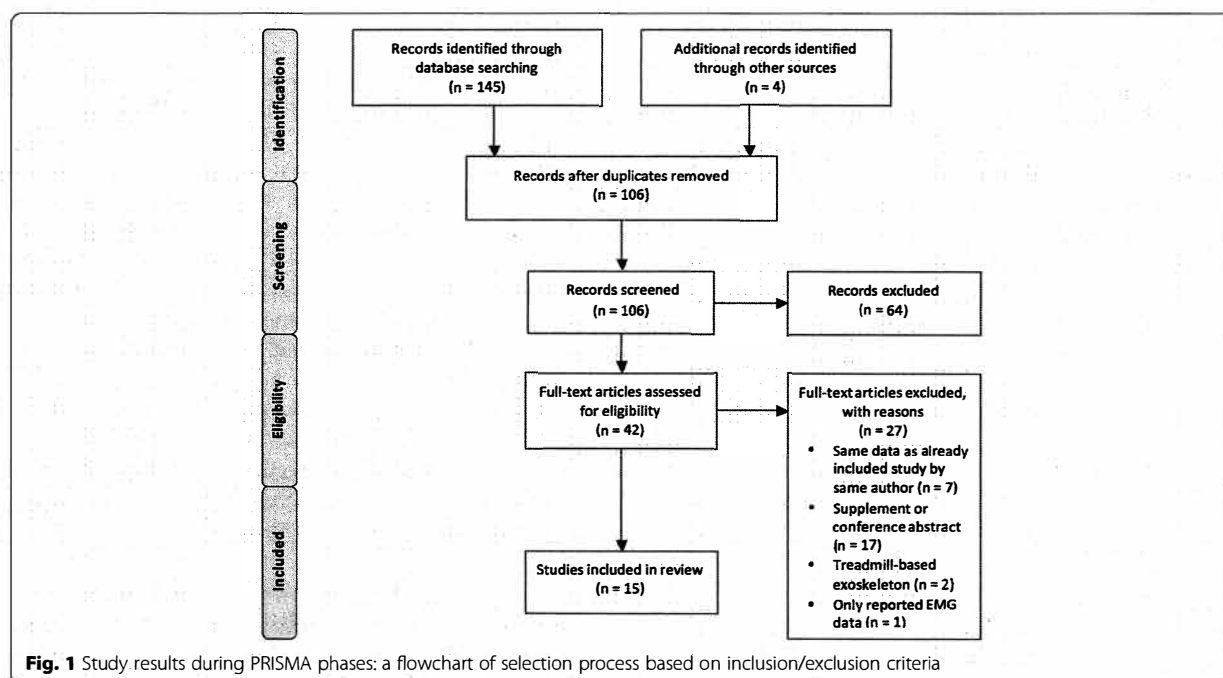 Identification
Records identified through
database searching
(n = 145)
Additional records identified
through other sources
(n = 4)
Records after duplicates removed
(n = 106)
Screening
Records screened
(n = 106)
Records excluded
(n = 64)
Eligibility
Full-text articles assessed
for eligibility
(n = 42)
Full-text articles excluded,
with reasons
(n = 27)
• Same data as already
included study by
same author (n = 7)
• Supplement or
conference abstract
(n = 17)
• Treadmill-based
exoskeleton (n = 2)
• Only reported EMG
data (n = 1)
Included
Studies included in review
(n = 15)
Fig. 1 Study results during PRISMA phases: a flowchart of selection process based on inclusion/exclusion criteria